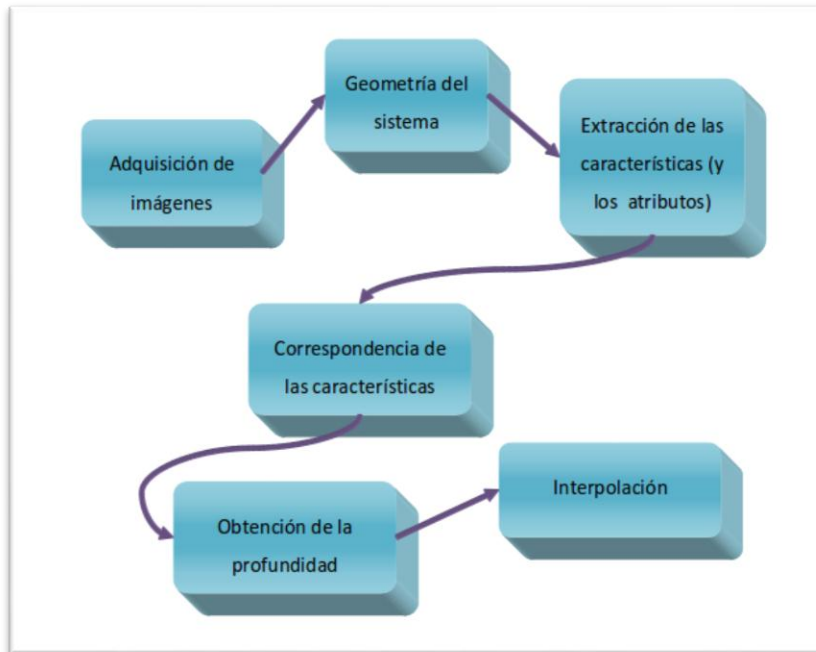 Adquisición de
imágenes
Geometría del
sistema
Extracción de las
características (y
los atributos)
Correspondencia de
las características
Obtención de la
profundidad
Interpolación